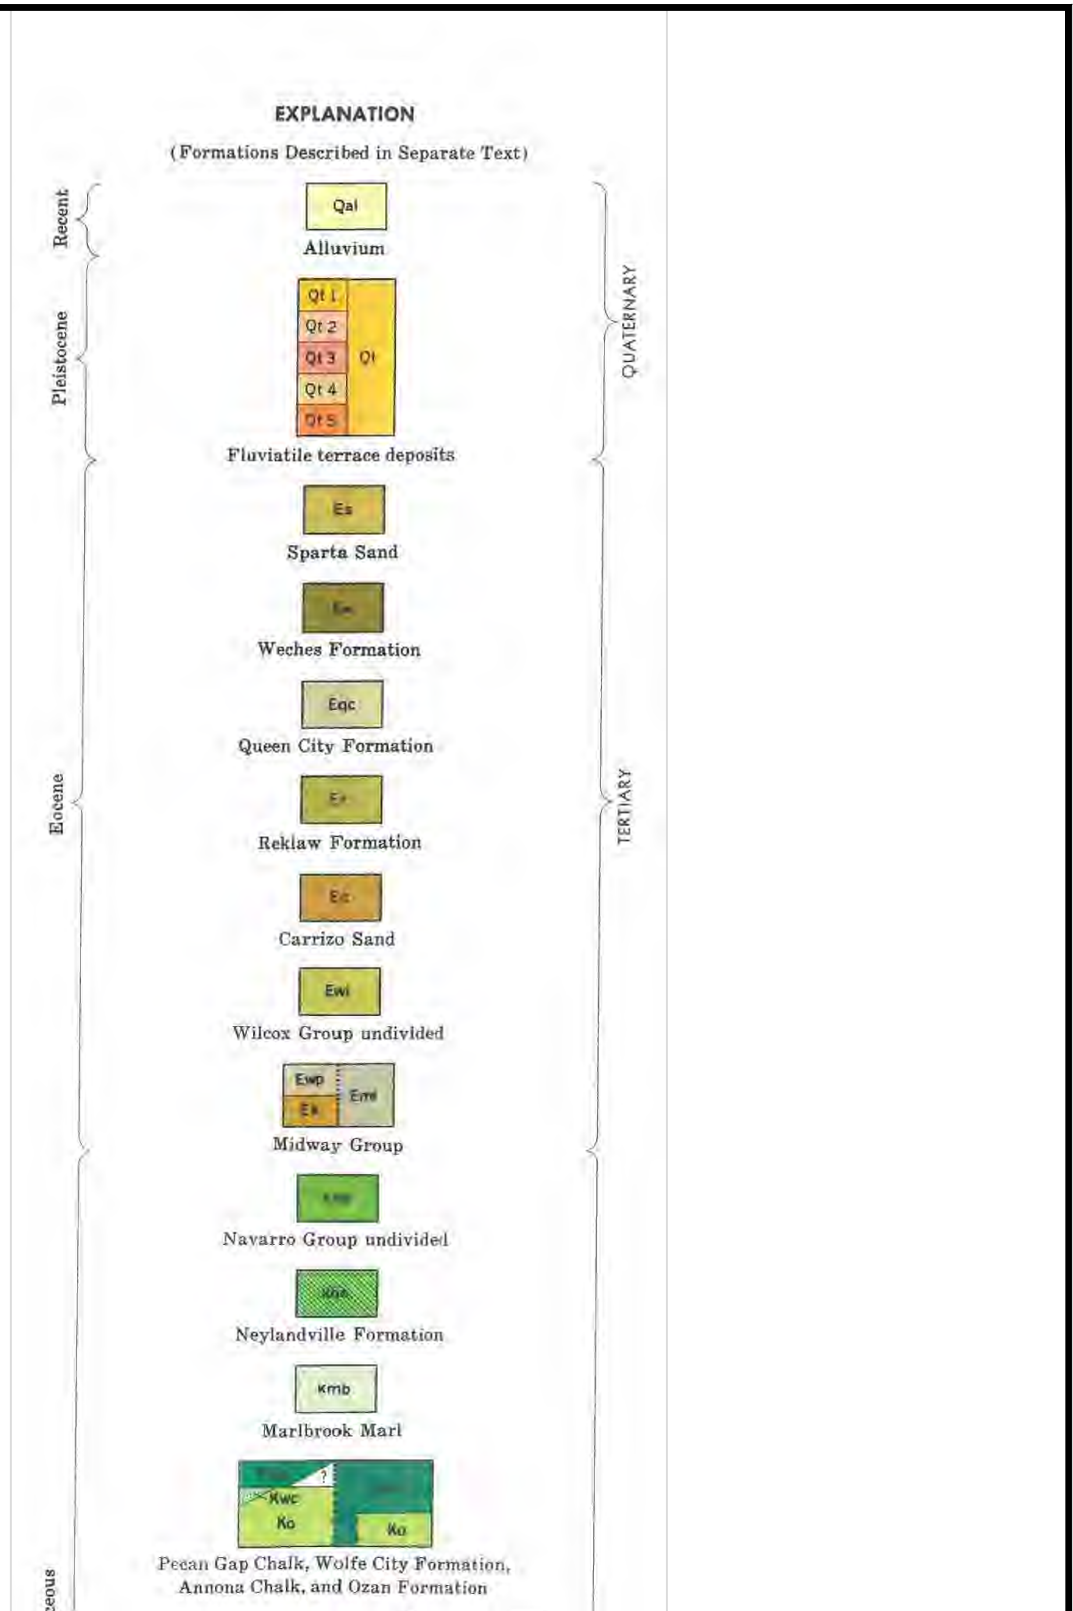 EXPLANATION
(Formations Described in Separate Text)
Recent
Qal
Alluvium
QUATERNARY
Pleistocene
Qt 1
Qt 2
Qt 3
Qt
Qt 4
Qt 5
Fluviatile terrace deposits
Es
Sparta Sand
Weches Formation
Eqc
Queen City Formation
Eocene
TERTIARY
Er
Reklaw Formation
Ec
Carrizo Sand
Ewi
Wilcox Group undivided
Ewp
Emi
Ek
Midway Group
Navarro Group undivided
Neylandville Formation
Kmb
Marlbrook Marl
?
Kwc
Ko
Ko
Pecan Gap Chalk, Wolfe City Formation,
Annona Chalk, and Ozan Formation
ceous